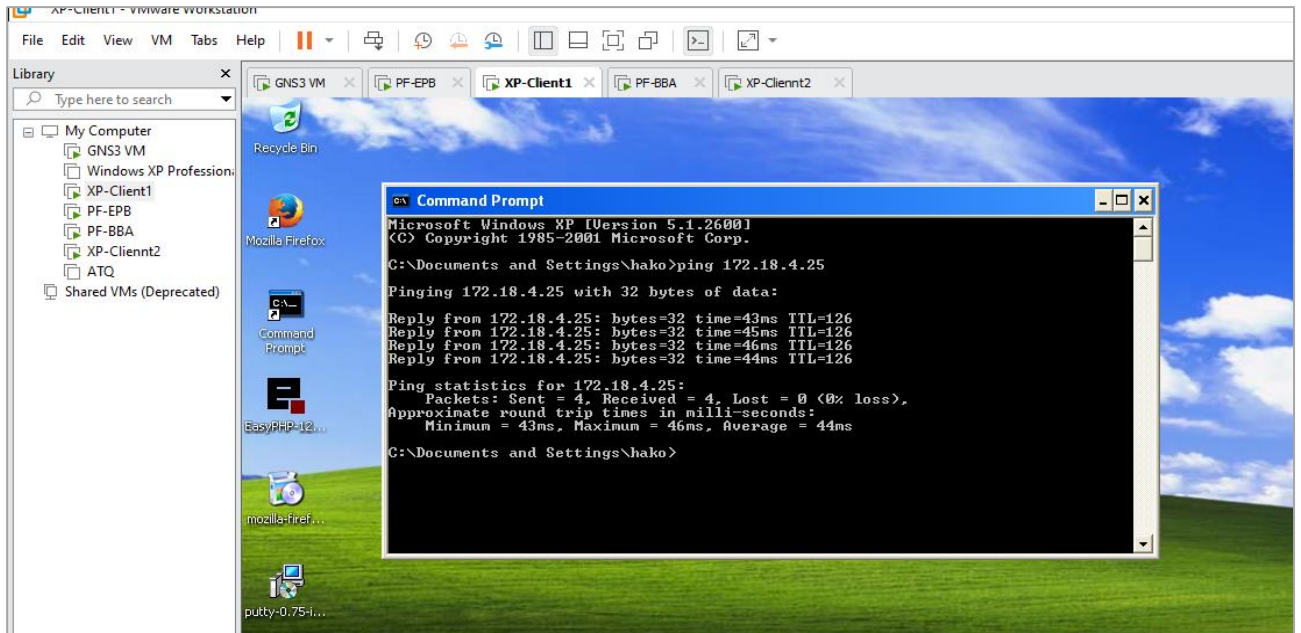 XP-Client1 - VMware Workstation
File Edit View VM Tabs Help
Library
Type here to search
My Computer
GNS3 VM
Windows XP Profession
XP-Client1
PF-EPB
PF-BBA
XP-Cliennt2
ATQ
Shared VMs (Deprecated)
GNS3 VM PF-EPB XP-Client1 PF-BBA XP-Cliennt2
Recycle Bin
Mozilla Firefox
Command
Prompt
EasyPHP-12...
mozilla-firef...
putty-0.75-i...
Command Prompt
Microsoft Windows XP [Version 5.1.2600]
(C) Copyright 1985-2001 Microsoft Corp.
C:\Documents and Settings\hako>ping 172.18.4.25
Pinging 172.18.4.25 with 32 bytes of data:
Reply from 172.18.4.25: bytes=32 time=43ms TTL=126
Reply from 172.18.4.25: bytes=32 time=45ms TTL=126
Reply from 172.18.4.25: bytes=32 time=46ms TTL=126
Reply from 172.18.4.25: bytes=32 time=44ms TTL=126
Ping statistics for 172.18.4.25:
Packets: Sent = 4, Received = 4, Lost = 0 (0% loss),
Approximate round trip times in milli-seconds:
Minimum = 43ms, Maximum = 46ms, Average = 44ms
C:\Documents and Settings\hako>